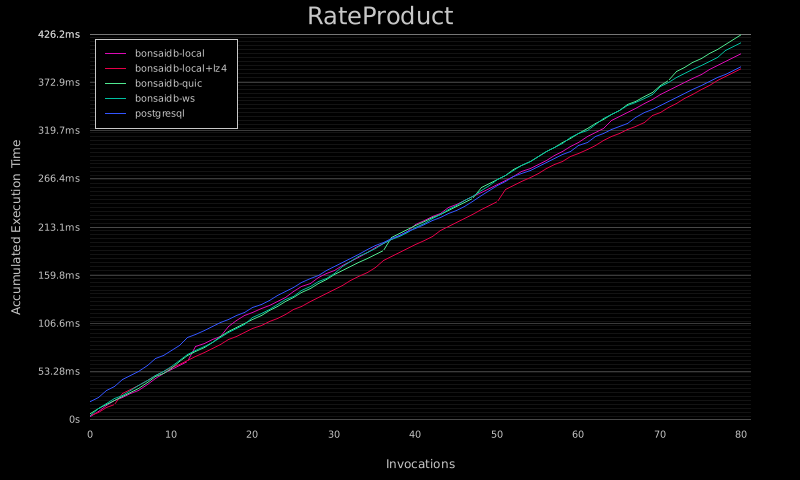 RateProduct
426.2ms
372.9ms
319.7ms
266.4ms
213.1ms
159.8ms
106.6ms
53.28ms
0s
Accumulated Execution Time
bonsaidb-local
bonsaidb-local+lz4
bonsaidb-quic
bonsaidb-ws
postgresql
0 10 20 30 40 50 60 70 80
Invocations